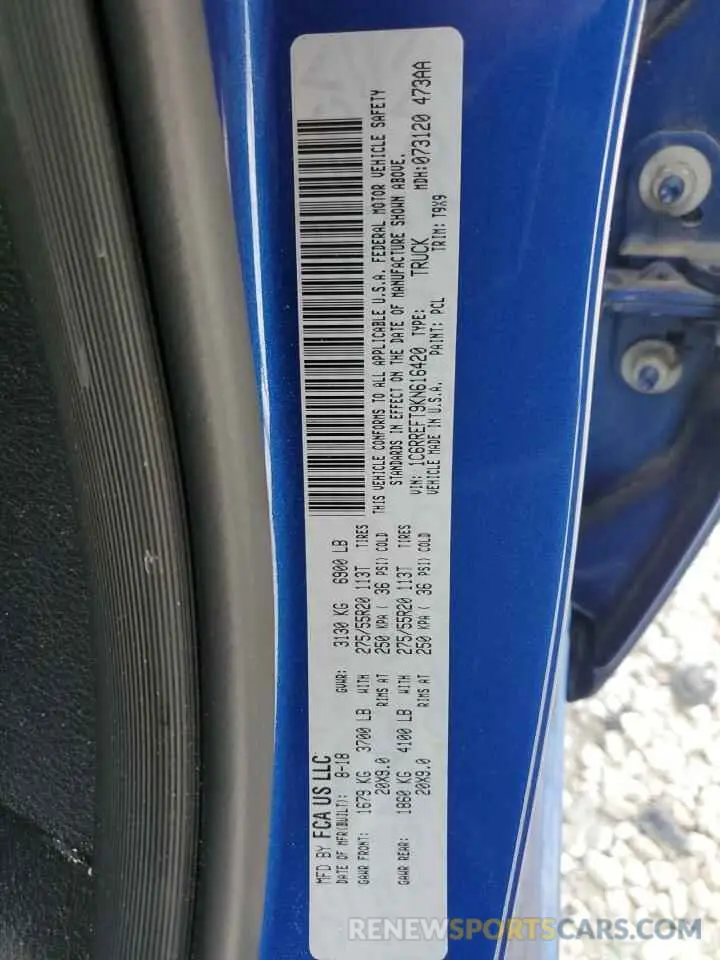 MFD BY FCA US LLC
DATE OF MFR(BUILT): 8-18 GVWR: 3130 KG 6900 LB
GAWR FRONT: 1679 KG 3700 LB WITH 275/55R20 113T TIRES
20X9.0 RIMS AT 250 KPA ( 36 PSI) COLD
GAWR REAR: 1860 KG 4100 LB WITH 275/55R20 113T TIRES
20X9.0 RIMS AT 250 KPA ( 36 PSI) COLD
THIS VEHICLE CONFORMS TO ALL APPLICABLE U.S.A. FEDERAL MOTOR VEHICLE SAFETY
STANDARDS IN EFFECT ON THE DATE OF MANUFACTURE SHOWN ABOVE.
VIN: 1C6RREFT9KN616420 TYPE: TRUCK MDH:073120 473AA
VEHICLE MADE IN U.S.A. PAINT: PCL TRIM: T9X9
RENEWSPORTSCARS.COM